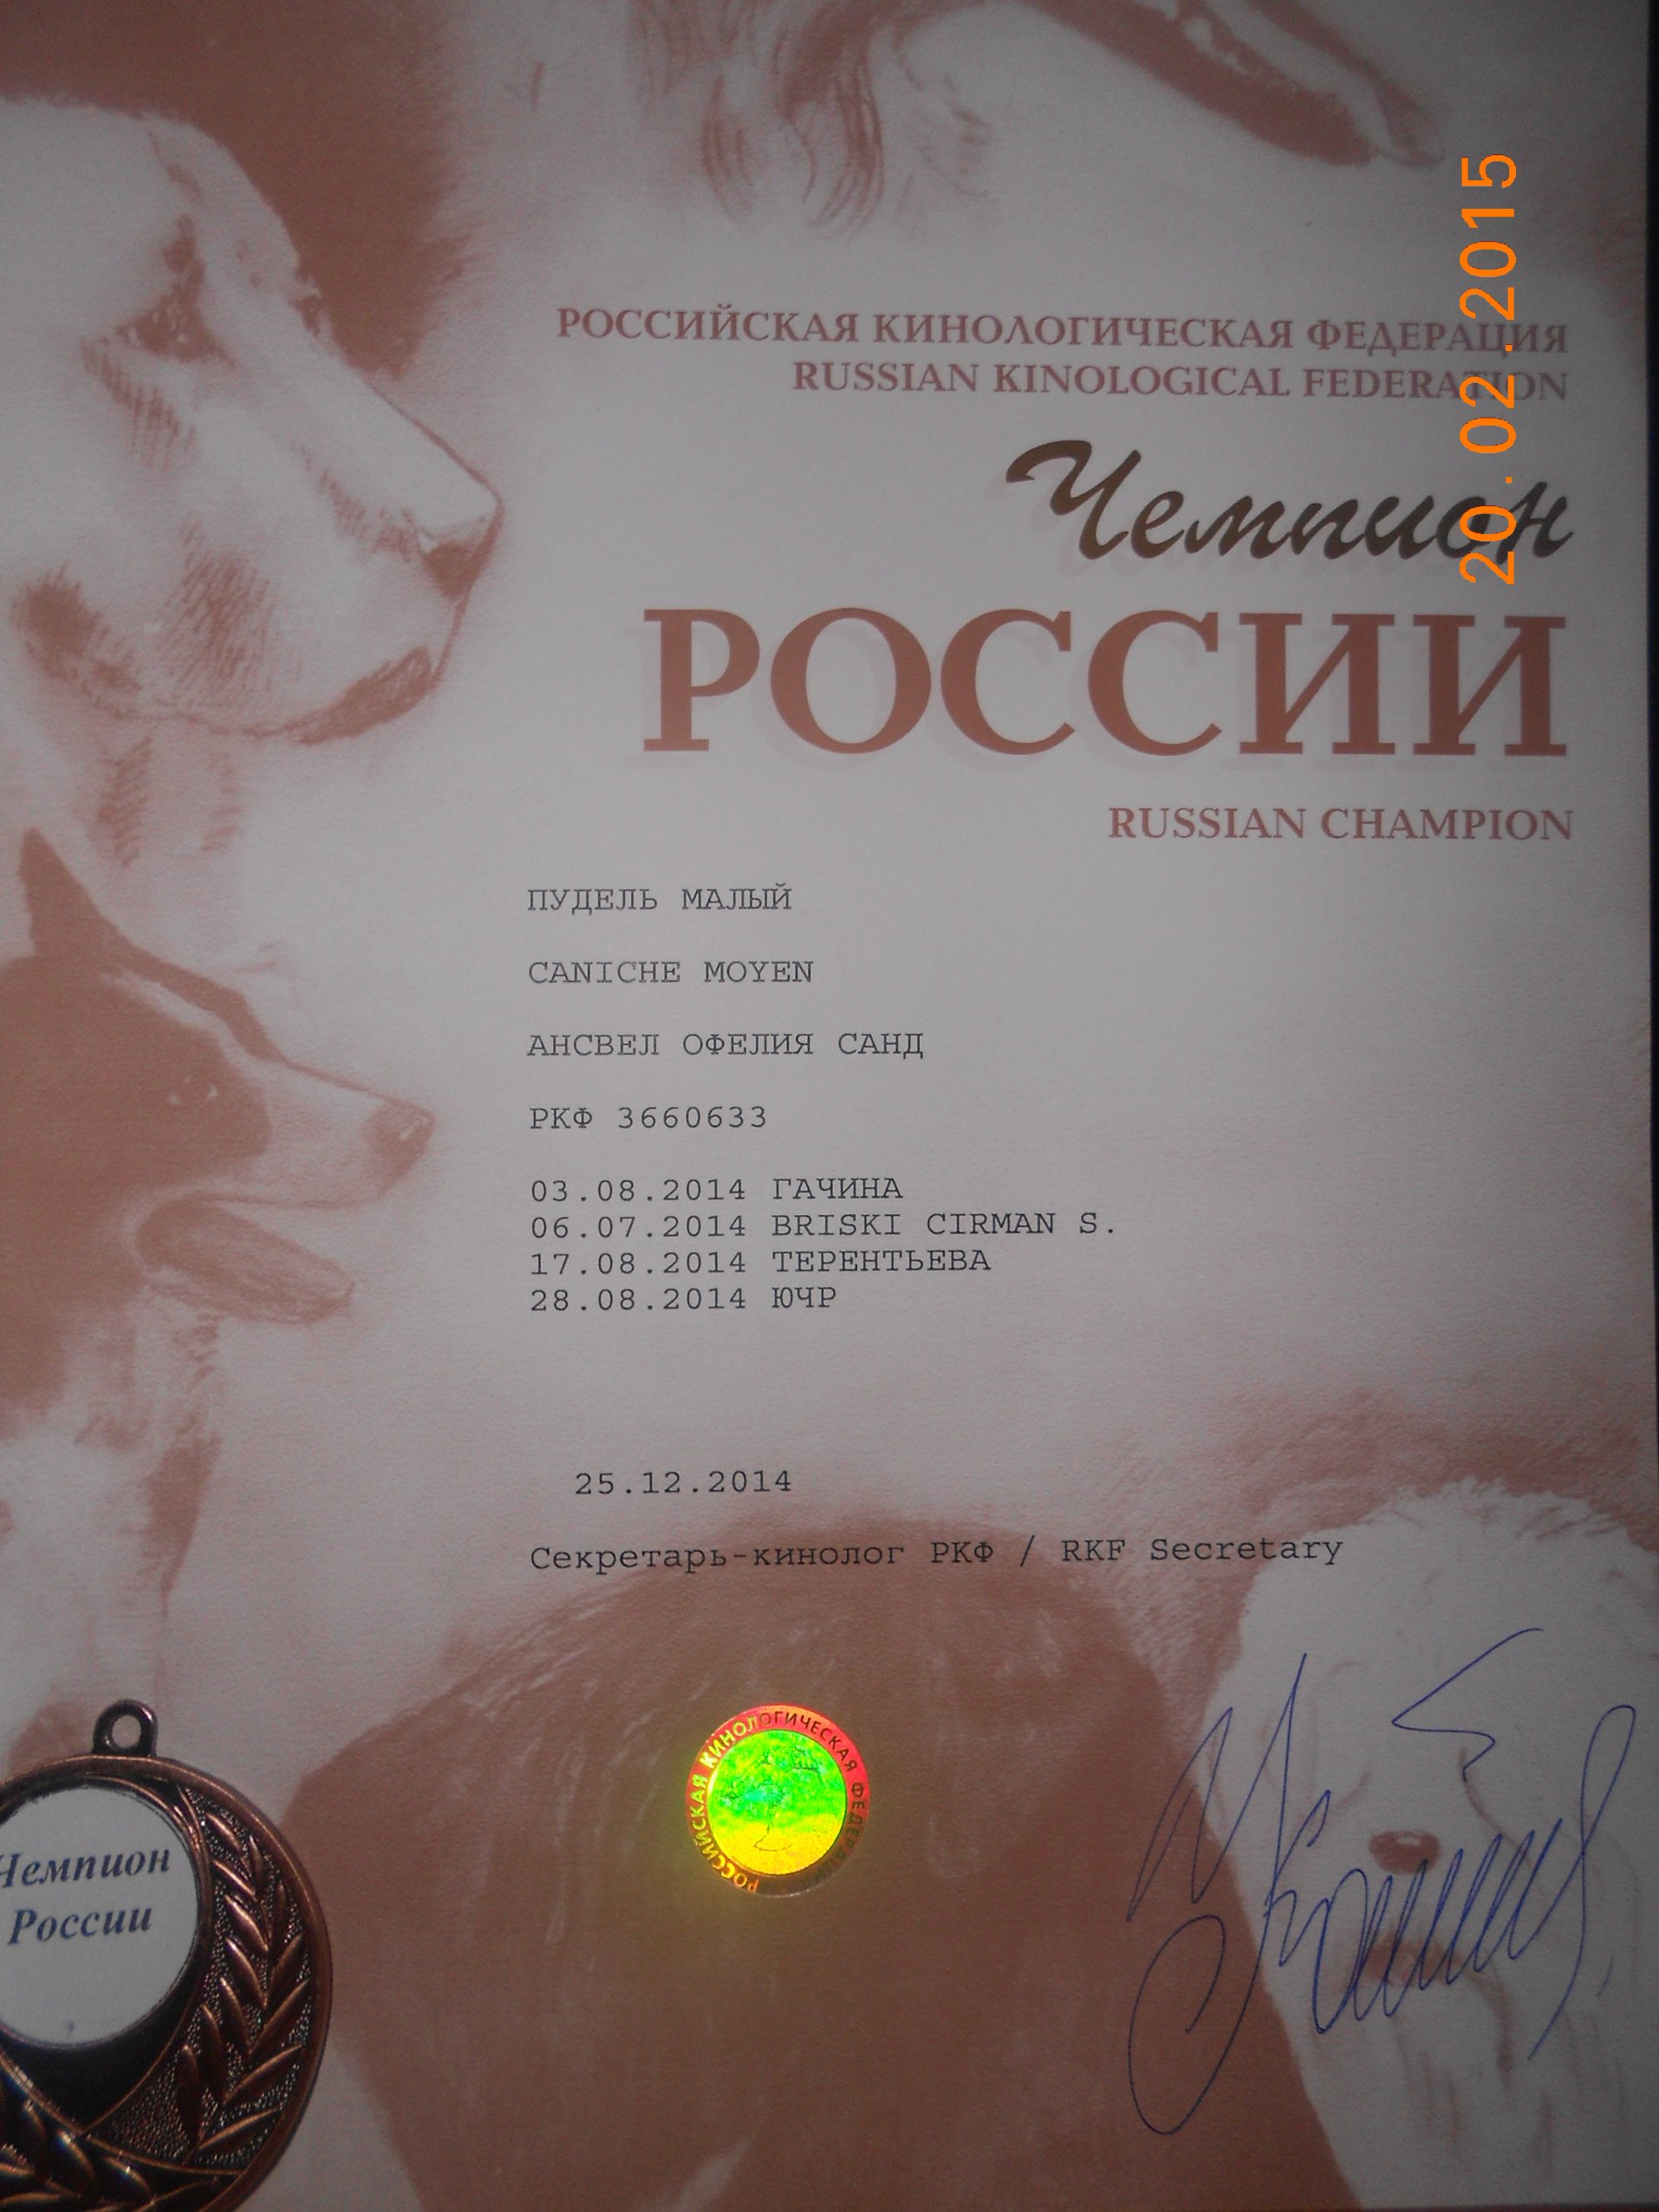 РОССИЙСКАЯ КИНОЛОГИЧЕСКАЯ ФЕДЕРАЦИЯ
RUSSIAN KINOLOGICAL FEDERATION
Чемпион
РОССИИ
RUSSIAN CHAMPION
20.02.2015
ПУДЕЛЬ МАЛЫЙ
CANICHE MOYEN
АНСВЕЛ ОФЕЛИЯ САНД
РКФ 3660633
03.08.2014 ГАЧИНА
06.07.2014 BRISKI CIRMAN S.
17.08.2014 ТЕРЕНТЬЕВА
28.08.2014 ЮЧР
25.12.2014
Секретарь-кинолог РКФ / RKF Secretary
РОССИЙСКАЯ КИНОЛОГИЧЕСКАЯ
Чемпион
России